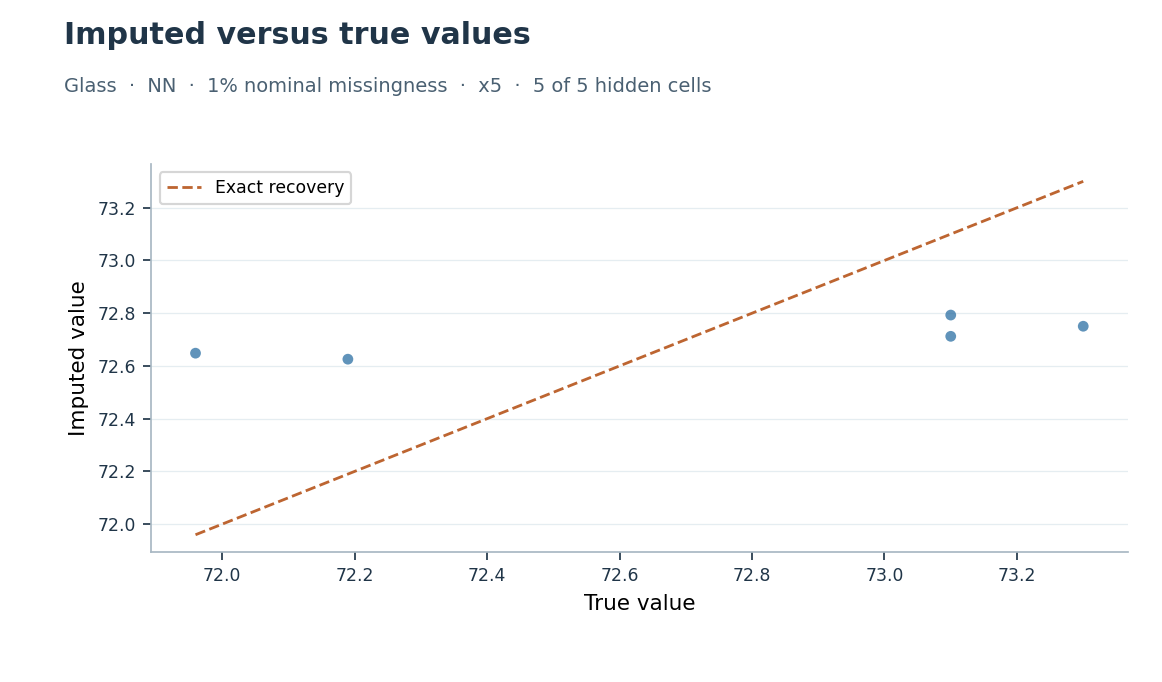 Imputed versus true values
Glass · NN · 1% nominal missingness · x5 · 5 of 5 hidden cells
Exact recovery
73.2
73.0
72.8
72.6
72.4
72.2
72.0
Imputed value
72.0 72.2 72.4 72.6 72.8 73.0 73.2
True value